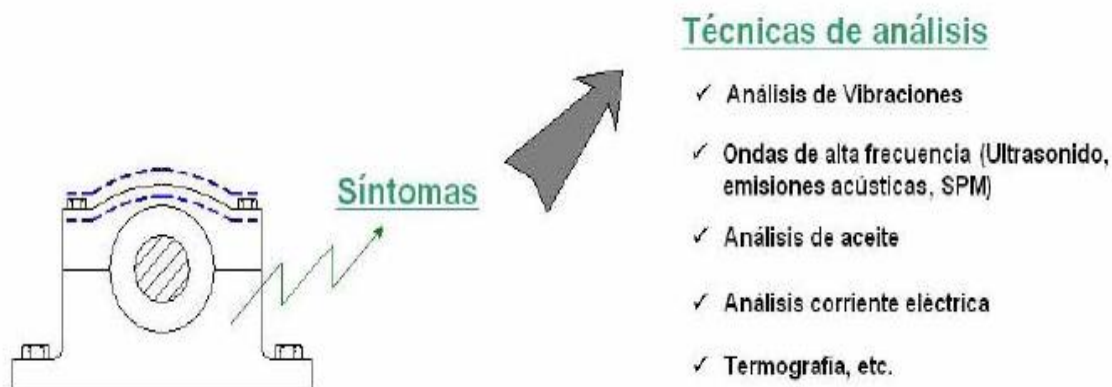 Técnicas de análisis
✓ Análisis de Vibraciones
✓ Ondas de alta frecuencia (Ultrasonido,
emisiones acústicas, SPM)
Síntomas
✓ Análisis de aceite
✓ Análisis corriente eléctrica
✓ Termografía, etc.